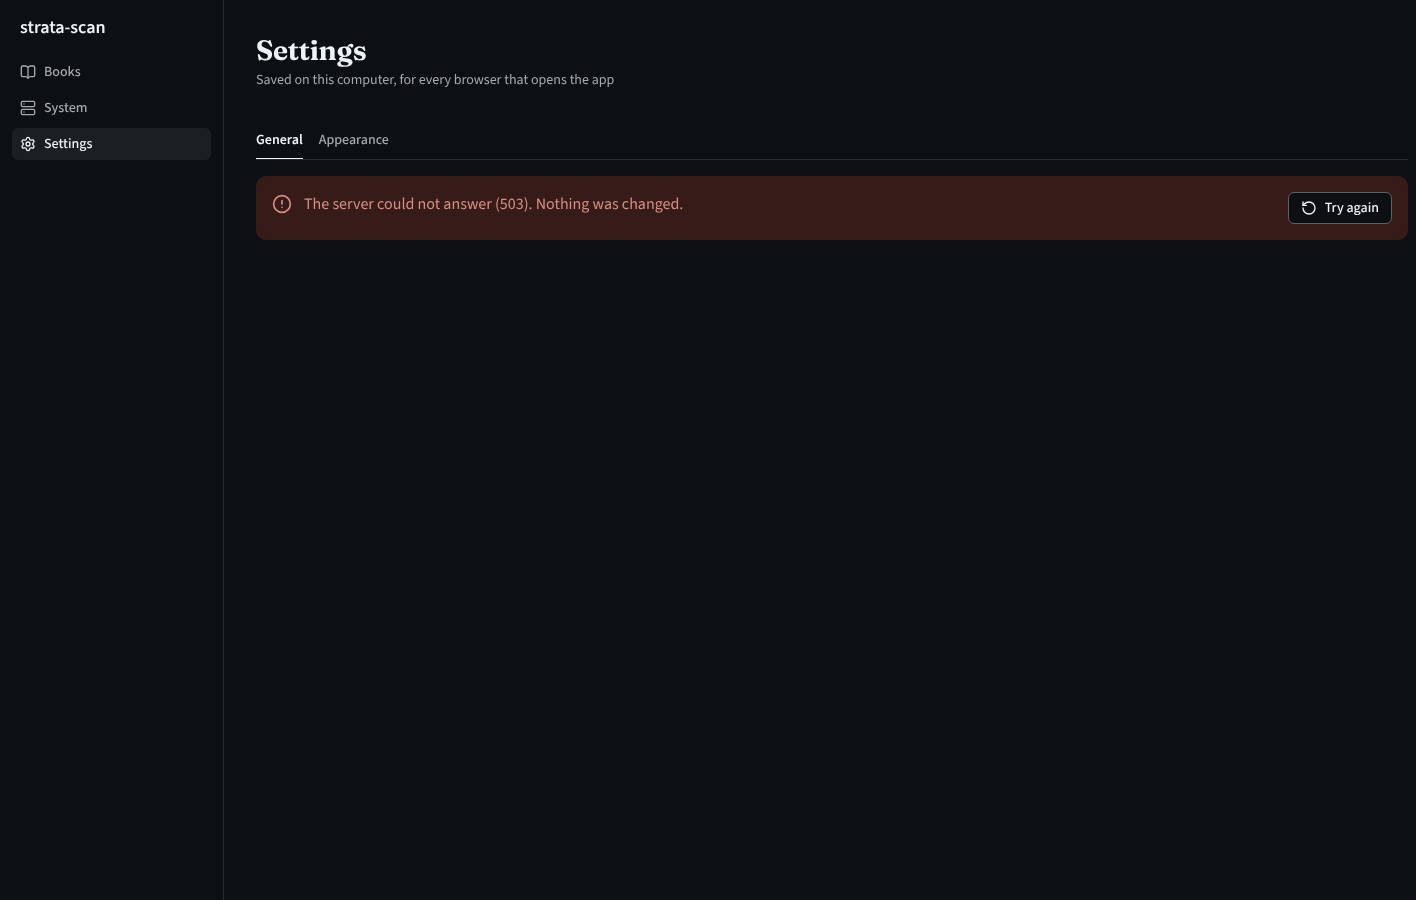 strata-scan
Books
System
Settings
Settings
Saved on this computer, for every browser that opens the app
General
Appearance
The server could not answer (503). Nothing was changed.
Try again